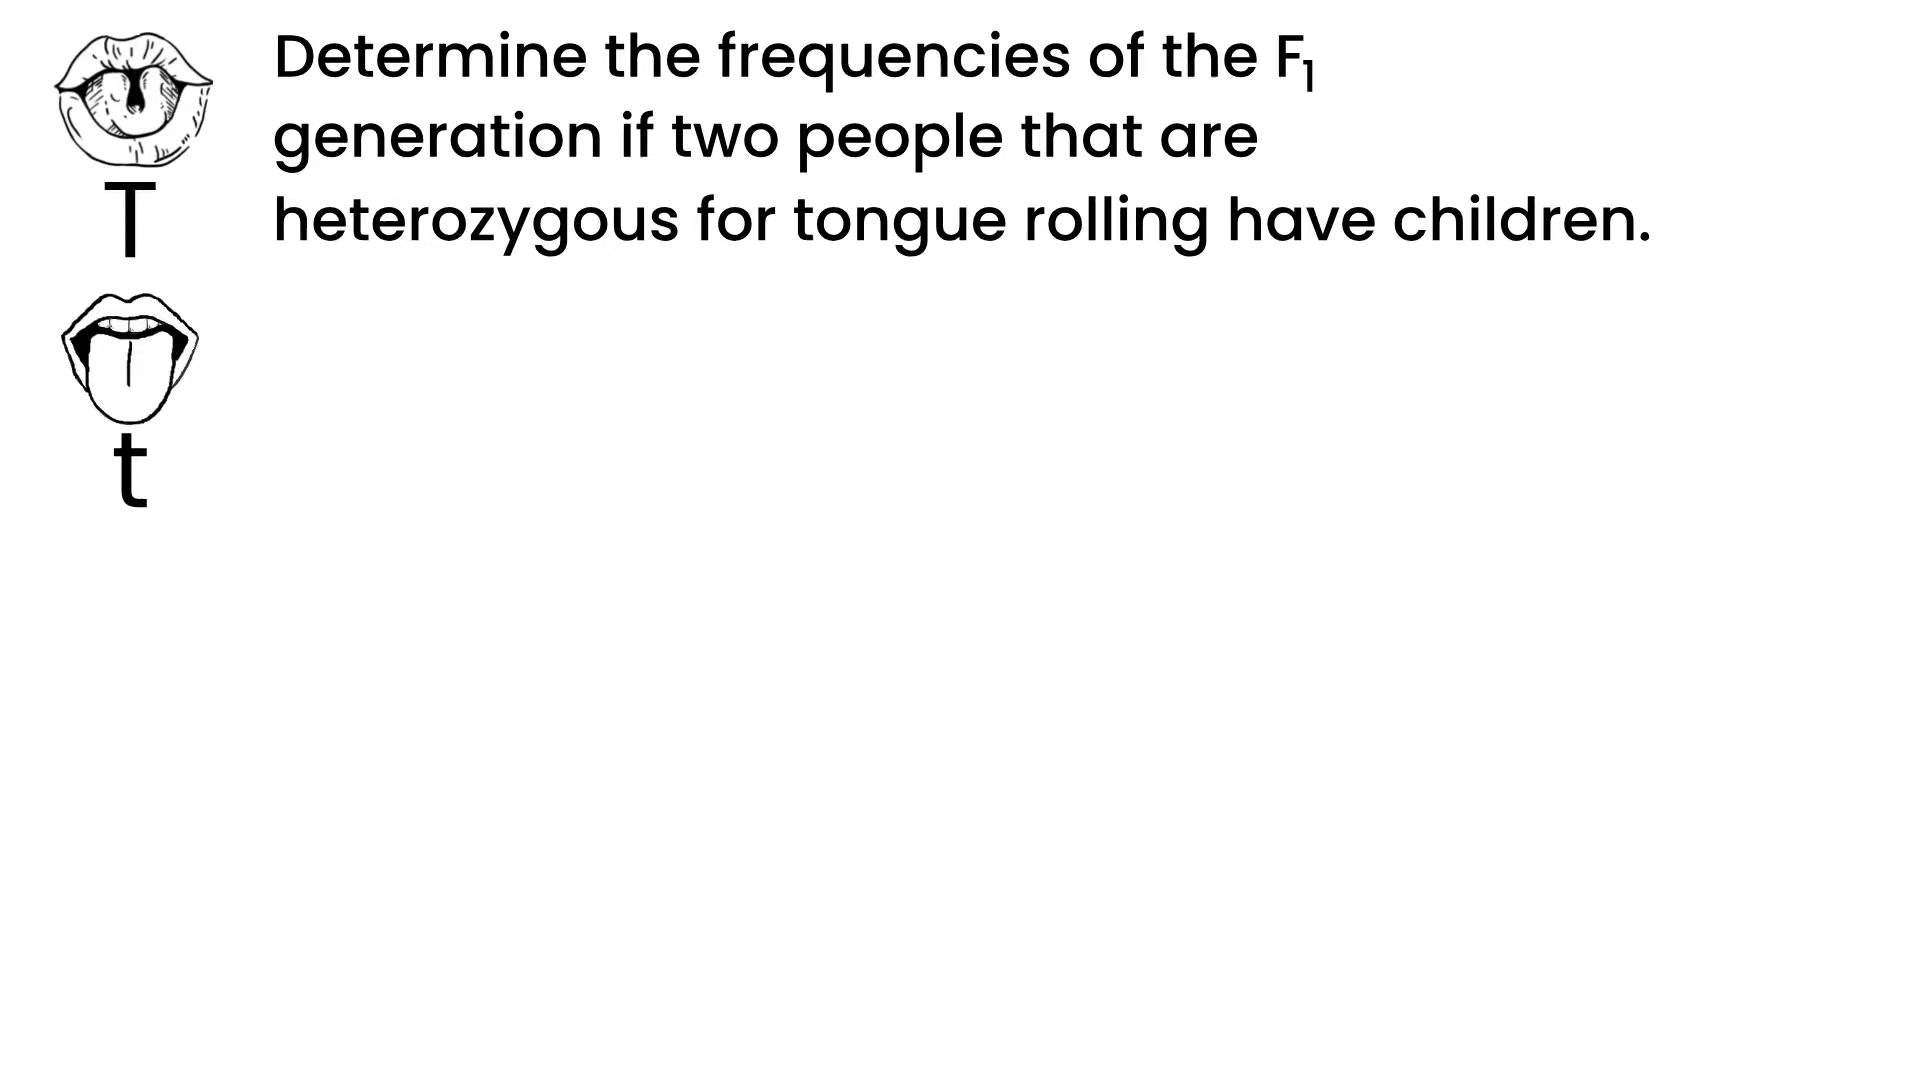 Determine the frequencies of the F₁
generation if two people that are
heterozygous for tongue rolling have children.
T
t